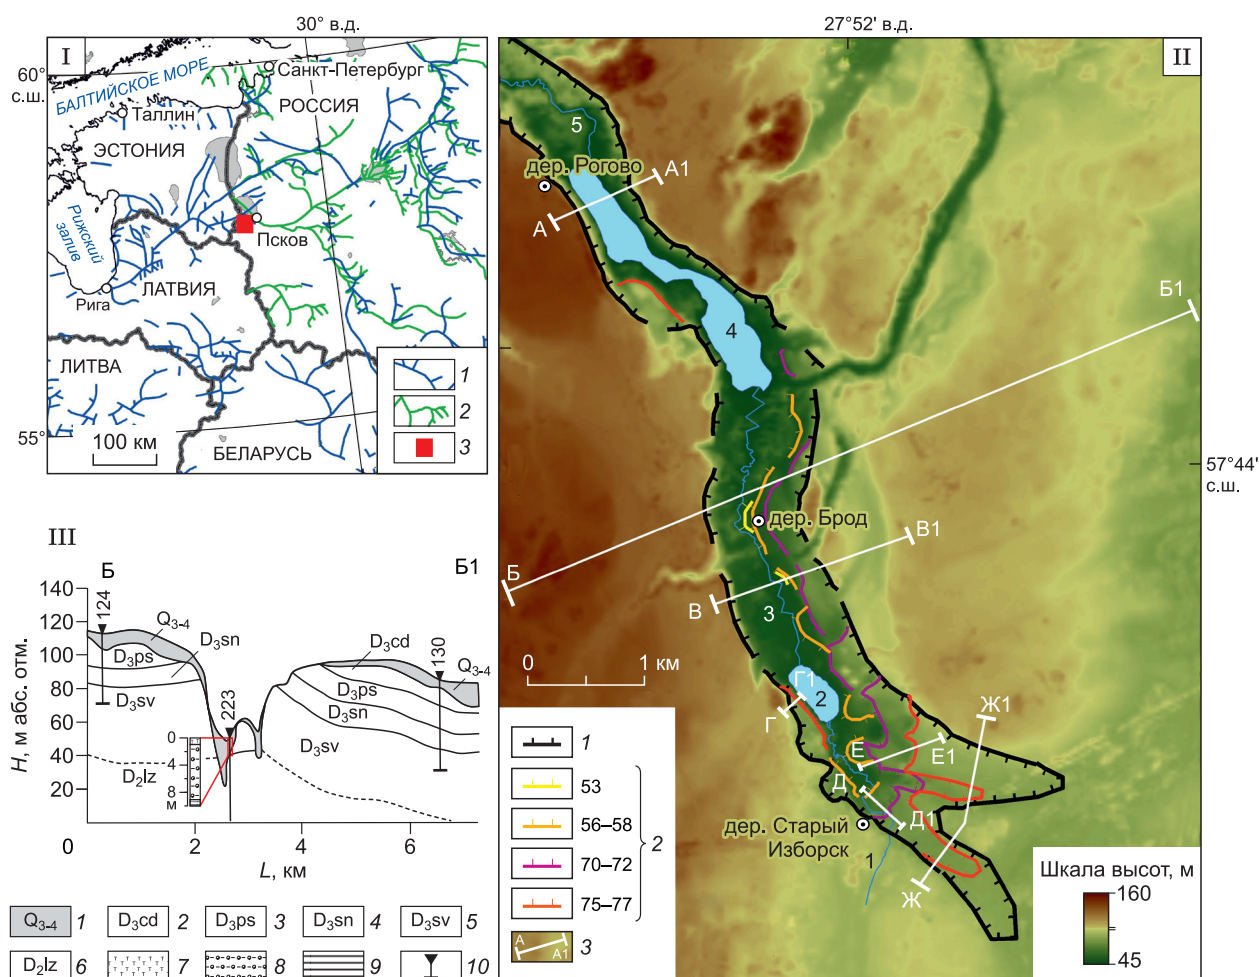 30° в.д.
27°52' в.д.
I
60°
с.ш.
Санкт-Петербург
БАЛТИЙСКОЕ МОРЕ
РОССИЯ
Таллин
ЭСТОНИЯ
Рижский
залив
Псков
Рига
ЛАТВИЯ
ЛИТВА
55°
100 км
БЕЛАРУСЬ
1
2
3
II
5
дер. Рогово
А1
А
4
Б1
57°44'
с.ш.
дер. Брод
В1
Б
В
3
0 1 км
Г1
2
Г
Ж1
Е
Е1
Д
Д1
дер. Старый
Изборск
1
Ж
1
53
56–58
2
70–72
75–77
А А1 3
Шкала высот, м
160
=
45
III
Б
Б1
H, м абс. отм.
140
120
100
80
60
40
20
0
2
4
6
L, км
124
Q3-4
D3sn
D3ps
D3sv
223
D3cd
130
Q3-4
D3ps
D3sn
D3sv
D2lz
0
4
8
м
Q3-4 1
D3cd 2
D3ps 3
D3sn 4
D3sv 5
D2lz 6
7
8
9
10